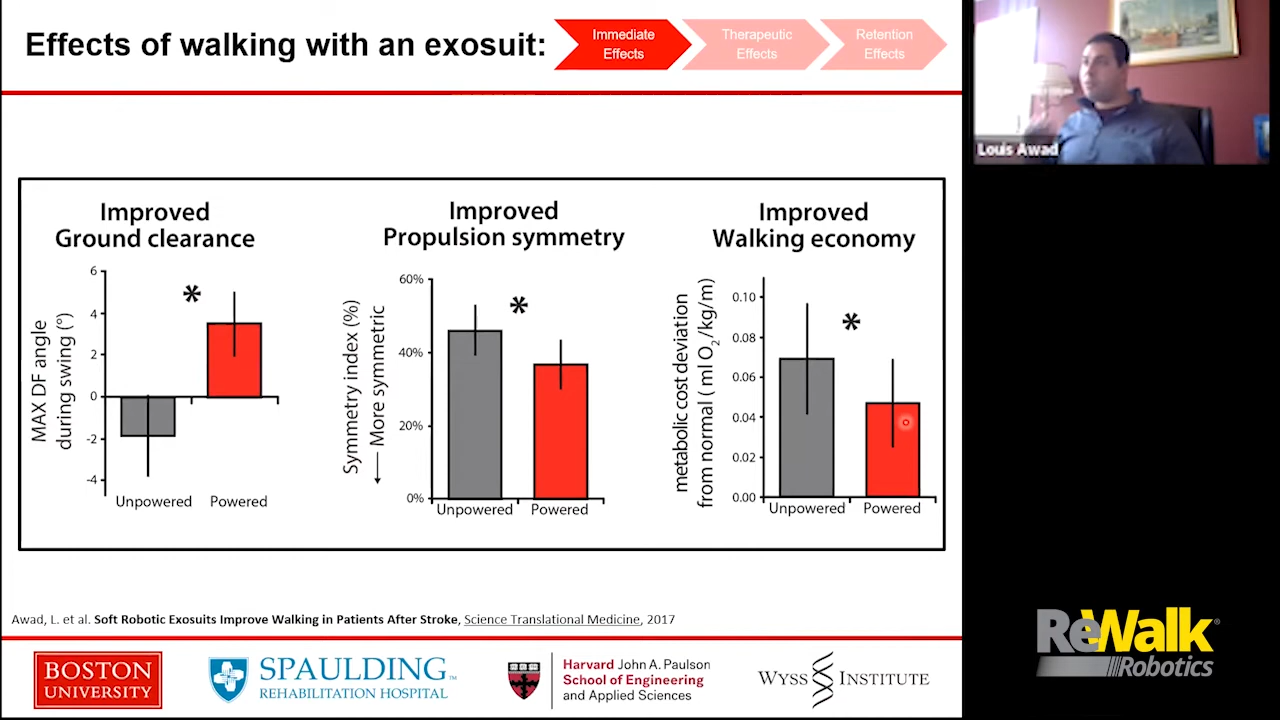 Effects of walking with an exosuit:
Immediate
Effects
Therapeutic
Effects
Retention
Effects
Louis Awad
Improved
Ground clearance
6
4
2
0
-2
-4
MAX DF angle
during swing (°)
*
Unpowered
Powered
Improved
Propulsion symmetry
60%
40%
20%
0%
Symmetry index (%)
More symmetric
*
Unpowered
Powered
Improved
Walking economy
0.10
0.08
0.06
0.04
0.02
0.00
metabolic cost deviation
from normal ( ml O2/kg/m)
*
Unpowered
Powered
Awad, L. et al. Soft Robotic Exosuits Improve Walking in Patients After Stroke, Science Translational Medicine, 2017
BOSTON
UNIVERSITY
SPAULDING™
REHABILITATION HOSPITAL
Harvard John A. Paulson
School of Engineering
and Applied Sciences
WYSS INSTITUTE
ReWalk®
Robotics